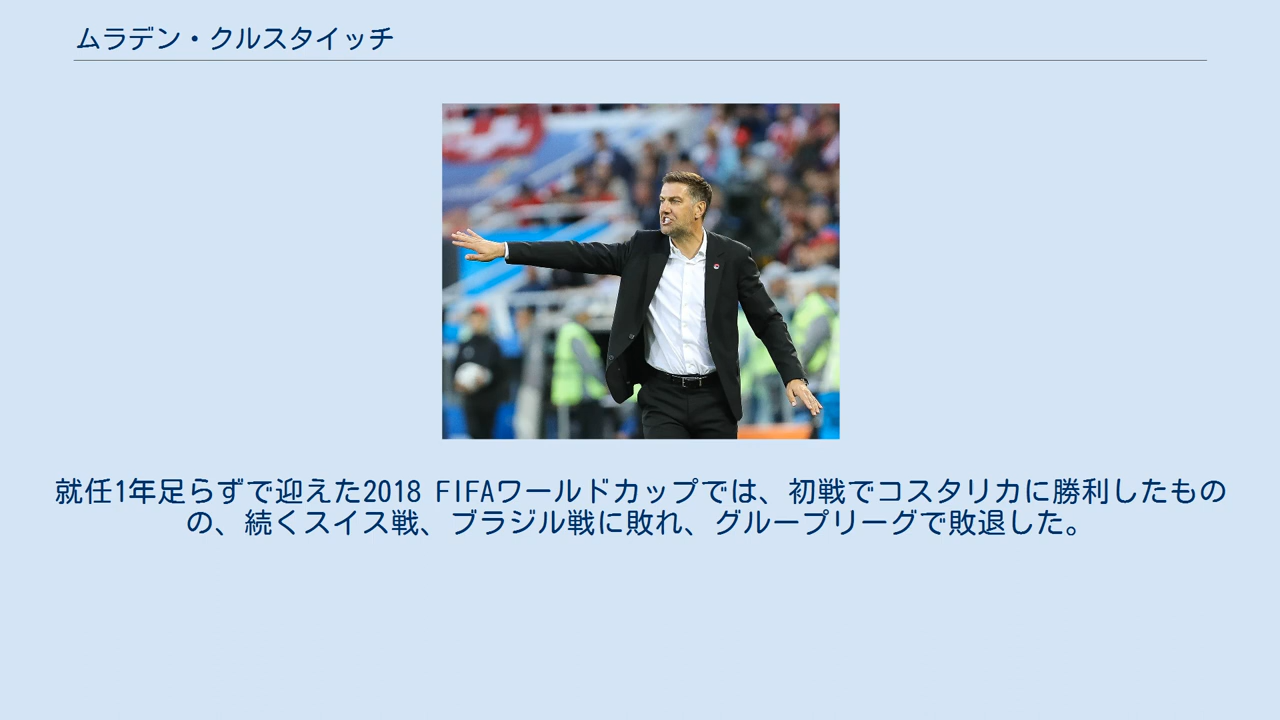 ムラデン・クルスタイッチ
就任1年足らずで迎えた2018 FIFAワールドカップでは、初戦でコスタリカに勝利したもの
の、続くスイス戦、ブラジル戦に敗れ、グループリーグで敗退した。